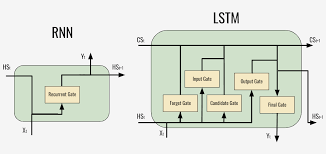 RNN
LSTM
HSₜ
Yₜ
HSₜ₊₁
Recurrent Gate
Xₜ
CSₜ
CSₜ₊₁
Input Gate
Output Gate
Forget Gate
Candidate Gate
Final Gate
HSₜ
HSₜ₊₁
Xₜ
Yₜ